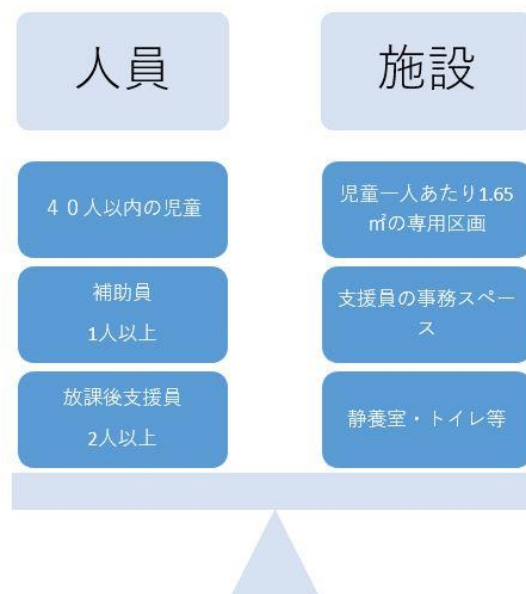 人員
施設
４０人以内の児童
児童一人あたり1.65
㎡の専用区画
補助員
1人以上
支援員の事務スペー
ス
放課後支援員
2人以上
静養室・トイレ等